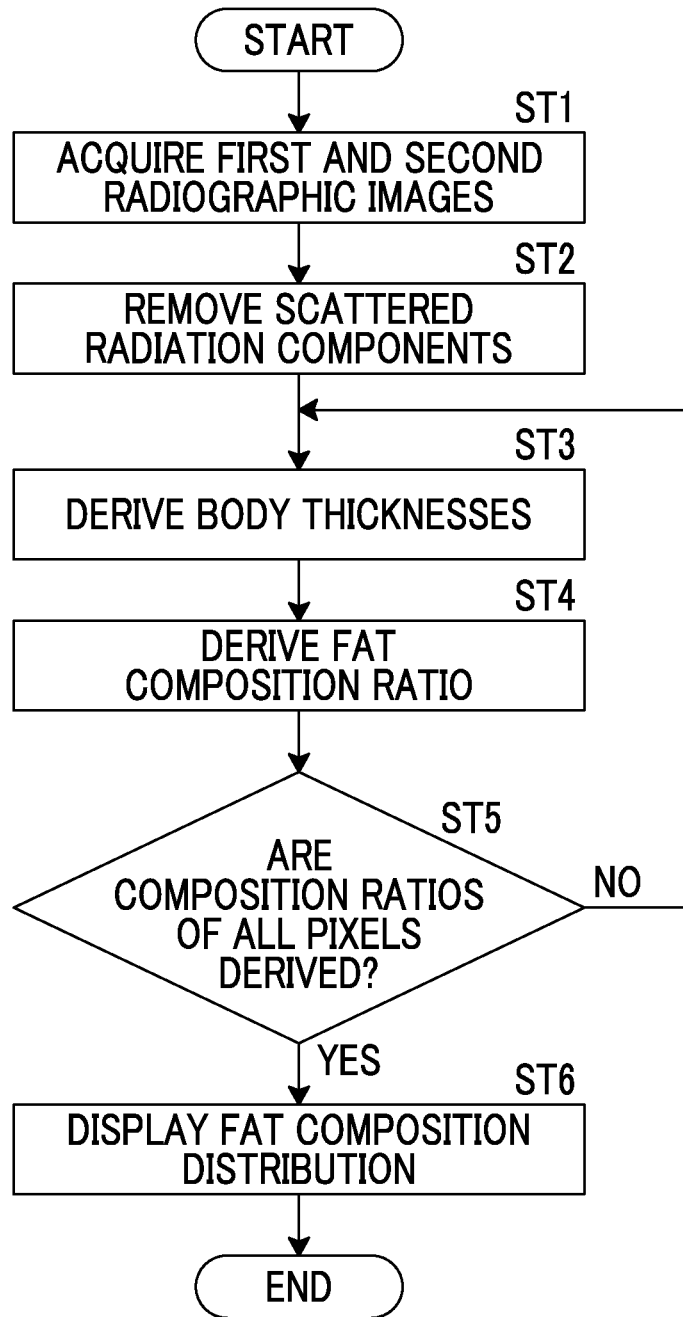 START
ST1
ACQUIRE FIRST AND SECOND
RADIOGRAPHIC IMAGES
ST2
REMOVE SCATTERED
RADIATION COMPONENTS
ST3
DERIVE BODY THICKNESSES
ST4
DERIVE FAT
COMPOSITION RATIO
ST5
ARE
COMPOSITION RATIOS
OF ALL PIXELS
DERIVED?
NO
YES
ST6
DISPLAY FAT COMPOSITION
DISTRIBUTION
END